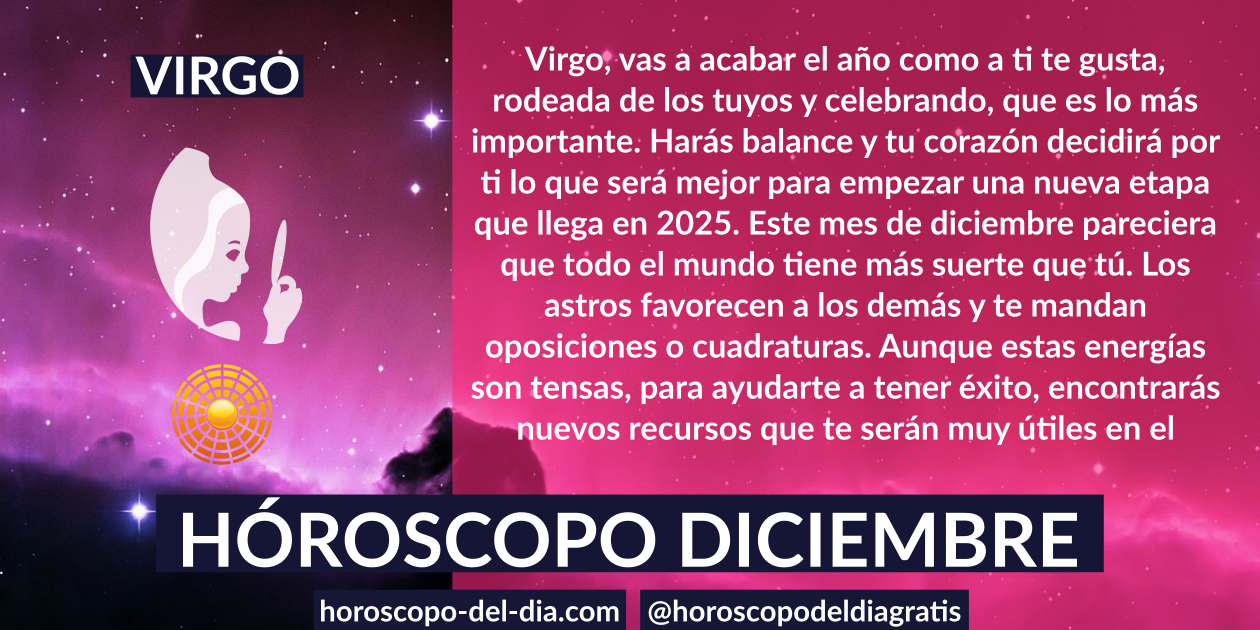 VIRGO
Virgo, vas a acabar el año como a ti te gusta,
rodeada de los tuyos y celebrando, que es lo más
importante. Harás balance y tu corazón decidirá por
ti lo que será mejor para empezar una nueva etapa
que llega en 2025. Este mes de diciembre pareciera
que todo el mundo tiene más suerte que tú. Los
astros favorecen a los demás y te mandan
oposiciones o cuadraturas. Aunque estas energías
son tensas, para ayudarte a tener éxito, encontrarás
nuevos recursos que te serán muy útiles en el
HÓROSCOPO DICIEMBRE
horoscopo-del-dia.com @horoscopodeldiagratis